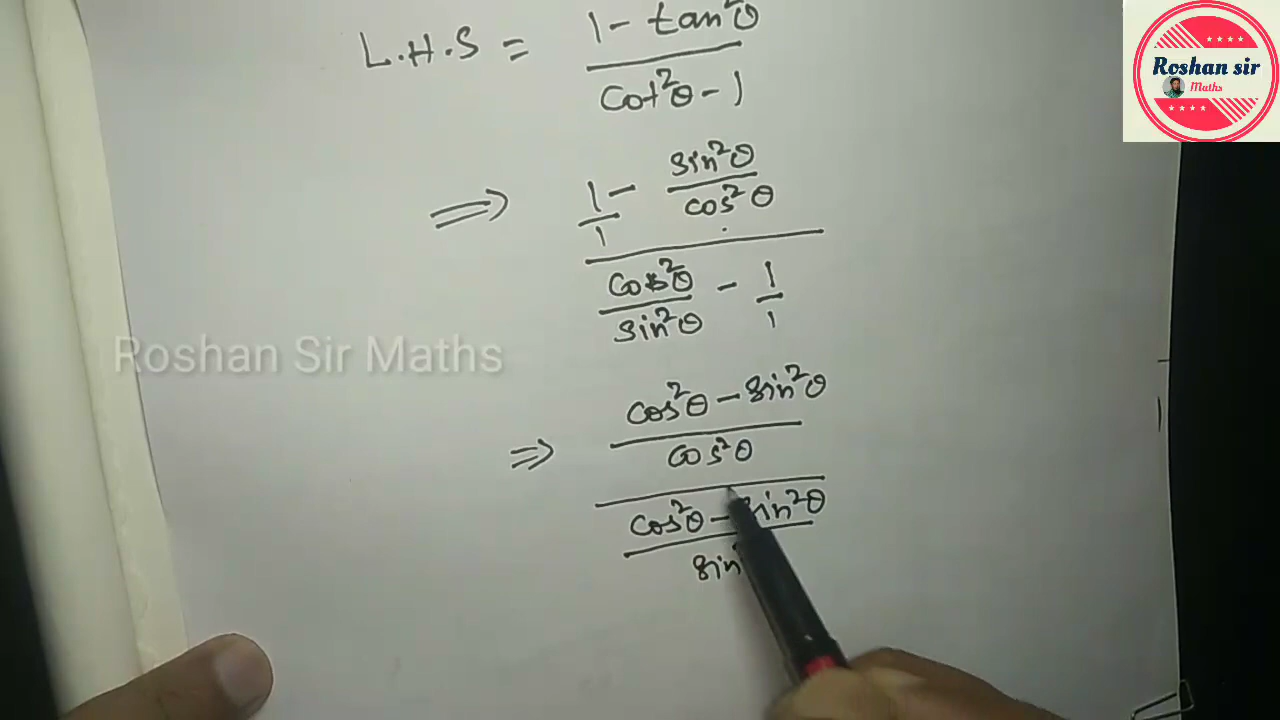 L.H.S = 1 - tan²θ
cot²θ - 1
⇒ 1/1 - sin²θ/cos²θ
cos²θ/sin²θ - 1/1
⇒ cos²θ - sin²θ
cos²θ
cos²θ - sin²θ
sin
Roshan Sir Maths
Roshan sir
Maths